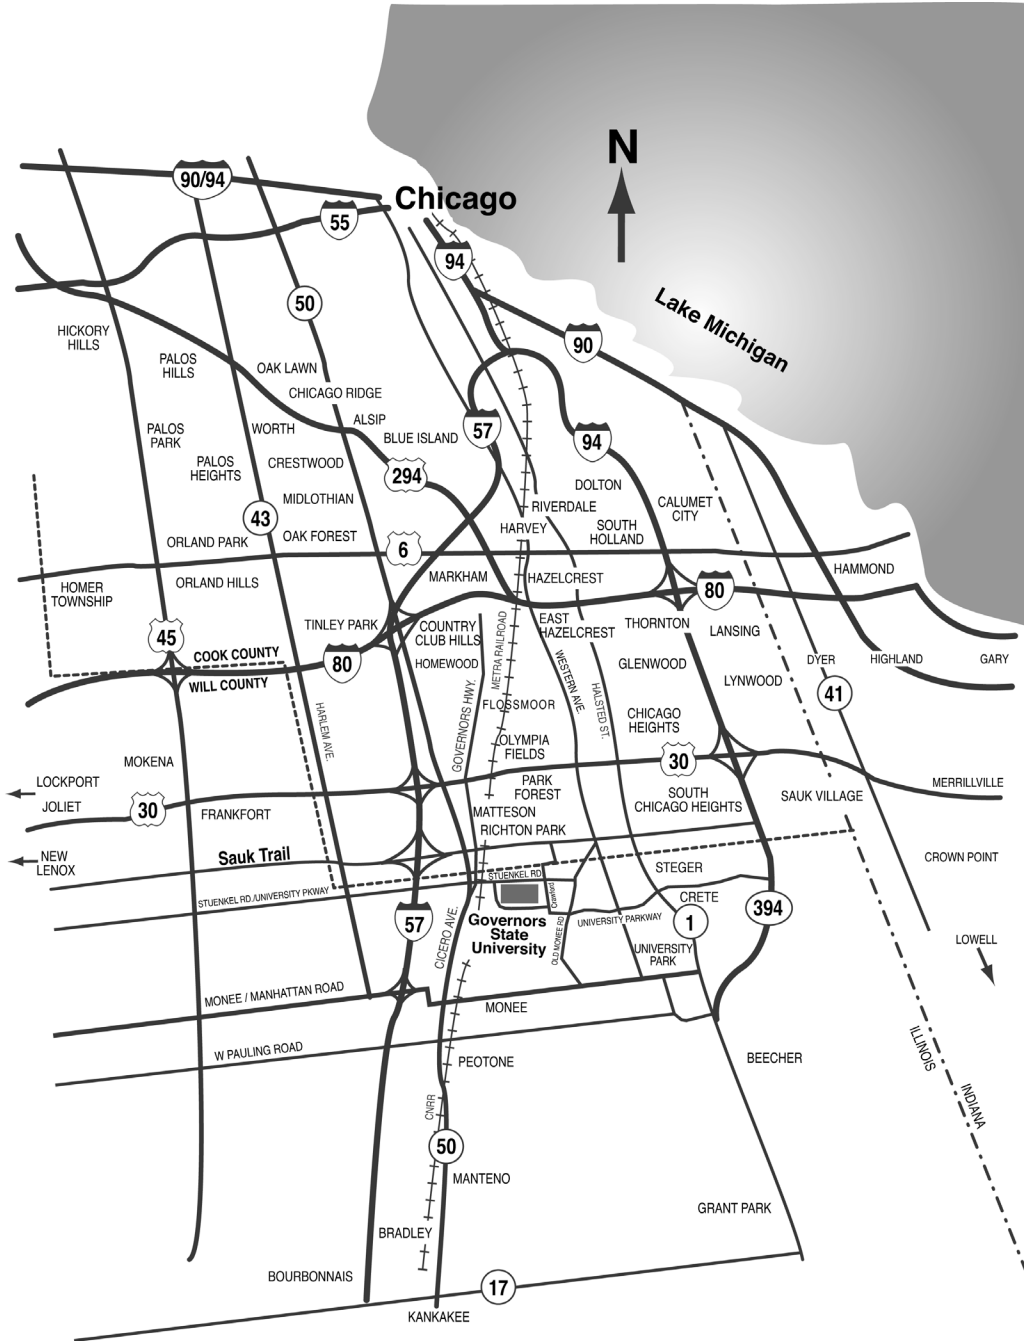 N
90/94
Chicago
55
94
50
Lake Michigan
90
HICKORY
HILLS
PALOS
HILLS
OAK LAWN
CHICAGO RIDGE
ALSIP
PALOS
PARK
WORTH
BLUE ISLAND
57
94
PALOS
HEIGHTS
CRESTWOOD
294
DOLTON
MIDLOTHIAN
RIVERDALE
CALUMET
CITY
43
HARVEY
SOUTH
HOLLAND
ORLAND PARK
OAK FOREST
6
HAMMOND
HOMER
TOWNSHIP
ORLAND HILLS
MARKHAM
HAZELCREST
80
TINLEY PARK
COUNTRY
CLUB HILLS
EAST
HAZELCREST
THORNTON
LANSING
45
COOK COUNTY
WILL COUNTY
80
HOMEWOOD
METRA RAILROAD
WESTERN AVE.
HALSTED ST.
GLENWOOD
DYER
HIGHLAND
GARY
LYNWOOD
41
HARLEM AVE.
GOVERNORS HWY.
FLOSSMOOR
CHICAGO
HEIGHTS
OLYMPIA
FIELDS
30
MOKENA
LOCKPORT
JOLIET
30
FRANKFORT
PARK
FOREST
SOUTH
CHICAGO HEIGHTS
SAUK VILLAGE
MERRILLVILLE
MATTESON
RICHTON PARK
NEW
LENOX
Sauk Trail
STEGER
CROWN POINT
STUENKEL RD./UNIVERSITY PKWAY
STUENKEL RD
Crawford
CRETE
57
CICERO AVE.
Governors
State
University
OLD MONEE RD
UNIVERSITY PARKWAY
1
394
UNIVERSITY
PARK
LOWELL
MONEE / MANHATTAN ROAD
MONEE
W PAULING ROAD
PEOTONE
BEECHER
ILLINOIS
INDIANA
CNRR
50
MANTENO
GRANT PARK
BRADLEY
BOURBONNAIS
17
KANKAKEE